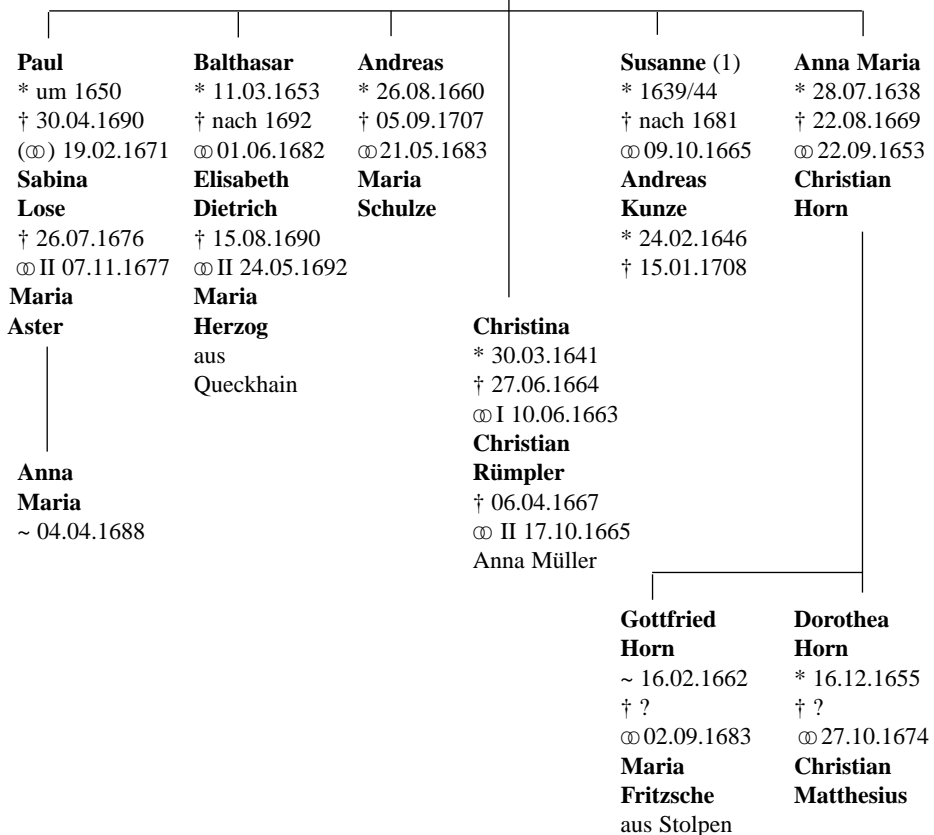 Paul
* um 1650
† 30.04.1690
(⚭) 19.02.1671
Sabina
Lose
† 26.07.1676
⚭ II 07.11.1677
Maria
Aster
Anna
Maria
~ 04.04.1688
Balthasar
* 11.03.1653
† nach 1692
⚭ 01.06.1682
Elisabeth
Dietrich
† 15.08.1690
⚭ II 24.05.1692
Maria
Herzog
aus
Queckhain
Andreas
* 26.08.1660
† 05.09.1707
⚭ 21.05.1683
Maria
Schulze
Christina
* 30.03.1641
† 27.06.1664
⚭ I 10.06.1663
Christian
Rümpler
† 06.04.1667
⚭ II 17.10.1665
Anna Müller
Susanne (1)
* 1639/44
† nach 1681
⚭ 09.10.1665
Andreas
Kunze
* 24.02.1646
† 15.01.1708
Anna Maria
* 28.07.1638
† 22.08.1669
⚭ 22.09.1653
Christian
Horn
Gottfried
Horn
~ 16.02.1662
† ?
⚭ 02.09.1683
Maria
Fritzsche
aus Stolpen
Dorothea
Horn
* 16.12.1655
† ?
⚭ 27.10.1674
Christian
Matthesius